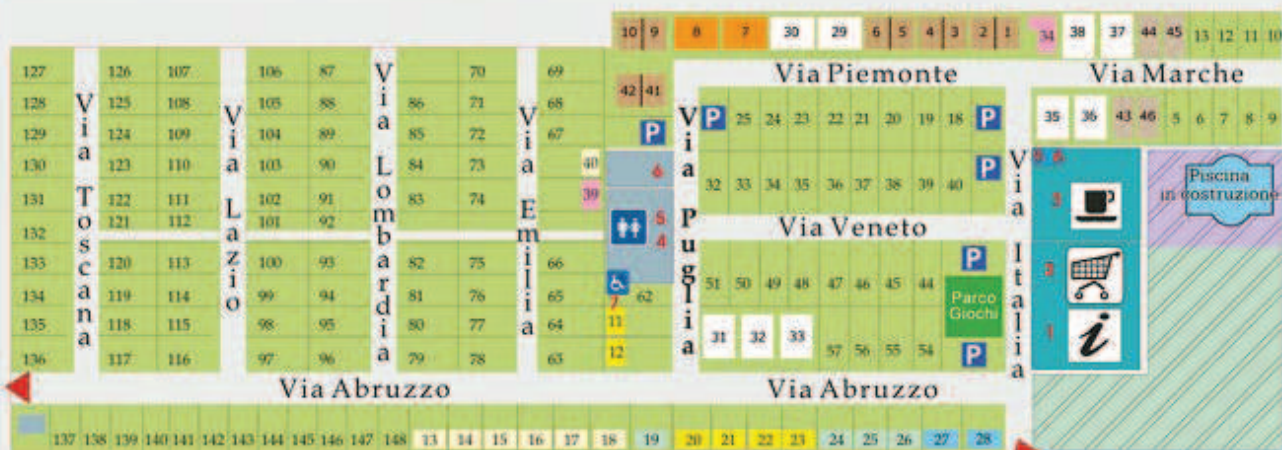 10 9 8 7 30 29 6 5 4 3 2 1 34 38 37 44 45 13 12 11 10
Via Piemonte Via Marche
127 126 107 106 87 70 69
42 41
128 125 108 105 88 86 71 68
P 25 24 23 22 21 20 19 18 P
35 36 43 46 5 6 7 8 9
129 124 109 104 89 85 72 67 P
130 123 110 103 90 84 73 40 6
32 33 34 35 36 37 38 39 40 P
131 122 111 102 91 83 74 39
3 Piscina
in costruzione
121 112 101 92 5
132 4
Via Veneto
Via Toscana
Via Lazio
Via Lombardia
Via Emilia
Via Puglia
Via Italia
133 120 113 100 93 82 75 66 P
134 119 114 99 94 81 76 65 7 62 51 50 49 48 47 46 45 44
Parco
Giochi
135 118 115 98 95 80 77 64 11 31 32 33 1 i
136 117 116 97 96 79 78 63 12 57 56 55 54 P
Via Abruzzo Via Abruzzo
137 138 139 140 141 142 143 144 145 146 147 148 13 14 15 16 17 18 19 20 21 22 23 24 25 26 27 28